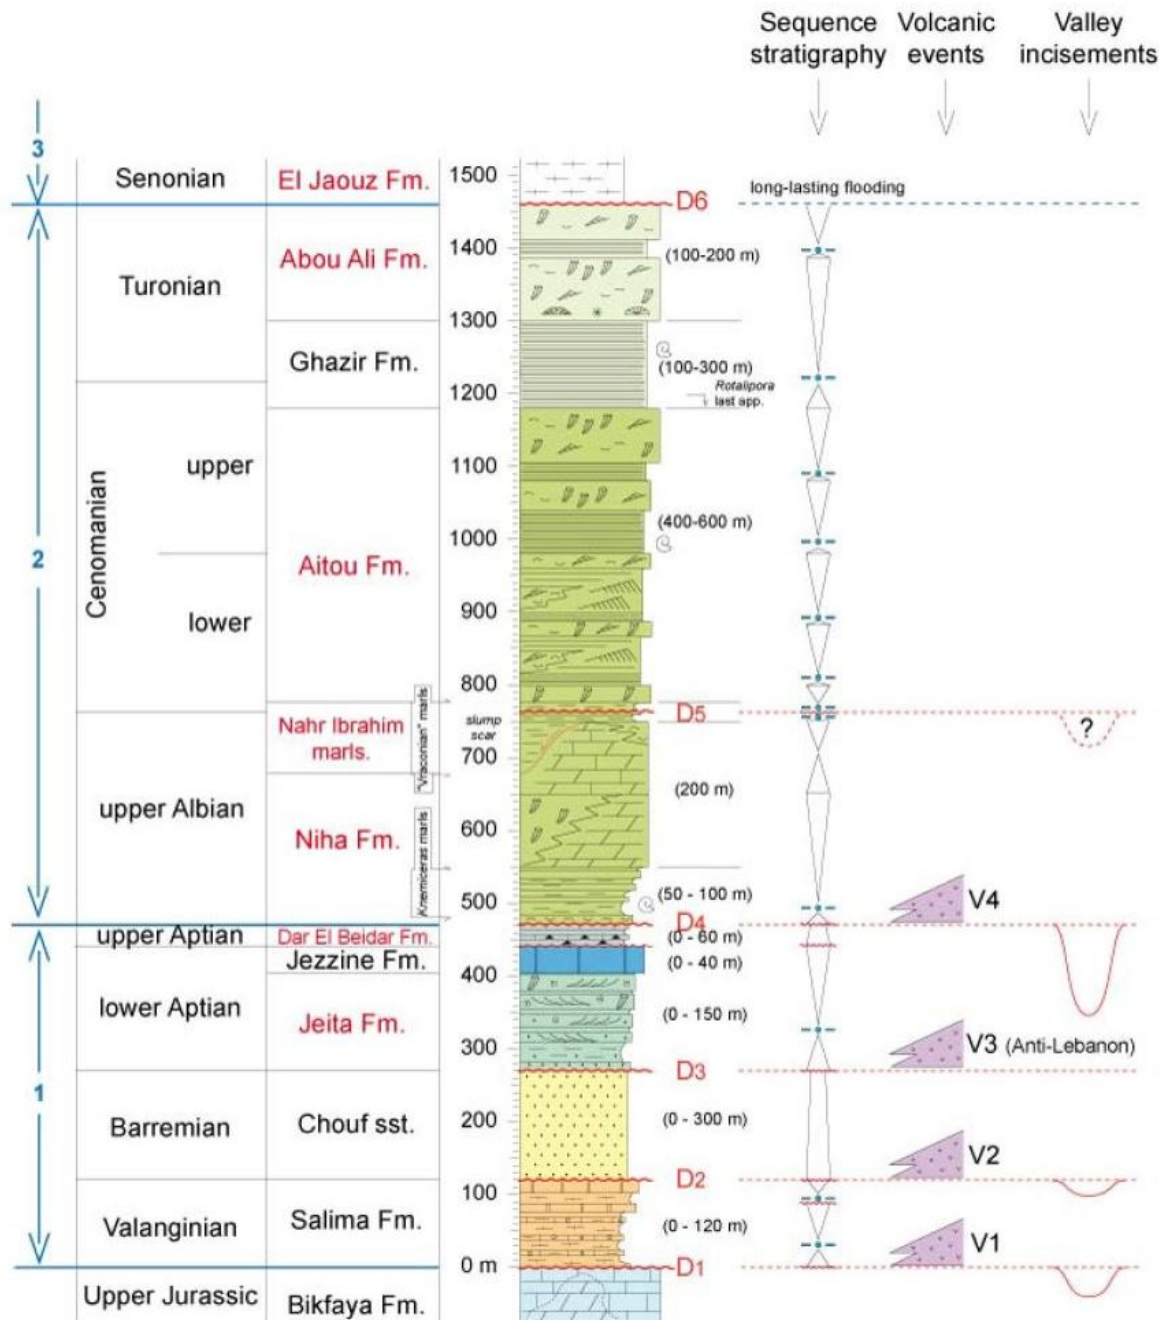 Sequence stratigraphy
Volcanic events
Valley incisements
3
Senonian
El Jaouz Fm.
1500
long-lasting flooding
D6
2
Turonian
Abou Ali Fm.
1400
(100-200 m)
1300
Ghazir Fm.
(100-300 m)
Rotalipora
last app.
1200
Cenomanian
upper
1100
Aitou Fm.
1000
(400-600 m)
lower
900
800
"Vraconian" marls
D5
Nahr Ibrahim
marls.
slump
scar
?
700
upper Albian
(200 m)
Niha Fm.
600
Knemiceras marls
500
(50 - 100 m)
V4
D4
upper Aptian
Dar El Beidar Fm.
(0 - 60 m)
Jezzine Fm.
400
(0 - 40 m)
lower Aptian
Jeita Fm.
(0 - 150 m)
300
V3 (Anti-Lebanon)
D3
1
Barremian
Chouf sst.
200
(0 - 300 m)
V2
D2
100
Valanginian
Salima Fm.
(0 - 120 m)
V1
0 m
D1
Upper Jurassic
Bikfaya Fm.